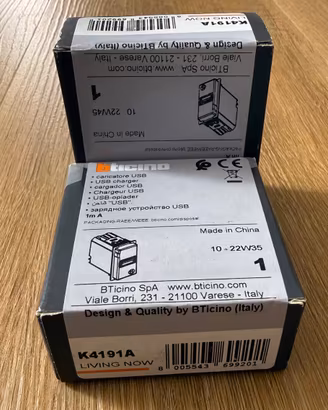 K4191A
LIVING NOW
Design & Quality by BTicino (Italy)
Viale Borri, 231 - 21100 Varese - Italy
BTicino SpA www.bticino.com
1
10 - 22W45
Made in China
bticino
• caricatore USB
• USB charger
• cargador USB
• Chargeur USB
• USB-oplader
"USB"
• зарядное устройство USB
Made in China
10 - 22W35
1
BTicino SpA www.bticino.com
Viale Borri, 231 - 21100 Varese - Italy
Design & Quality by BTicino (Italy)
K4191A
LIVING NOW
8 005543 699201